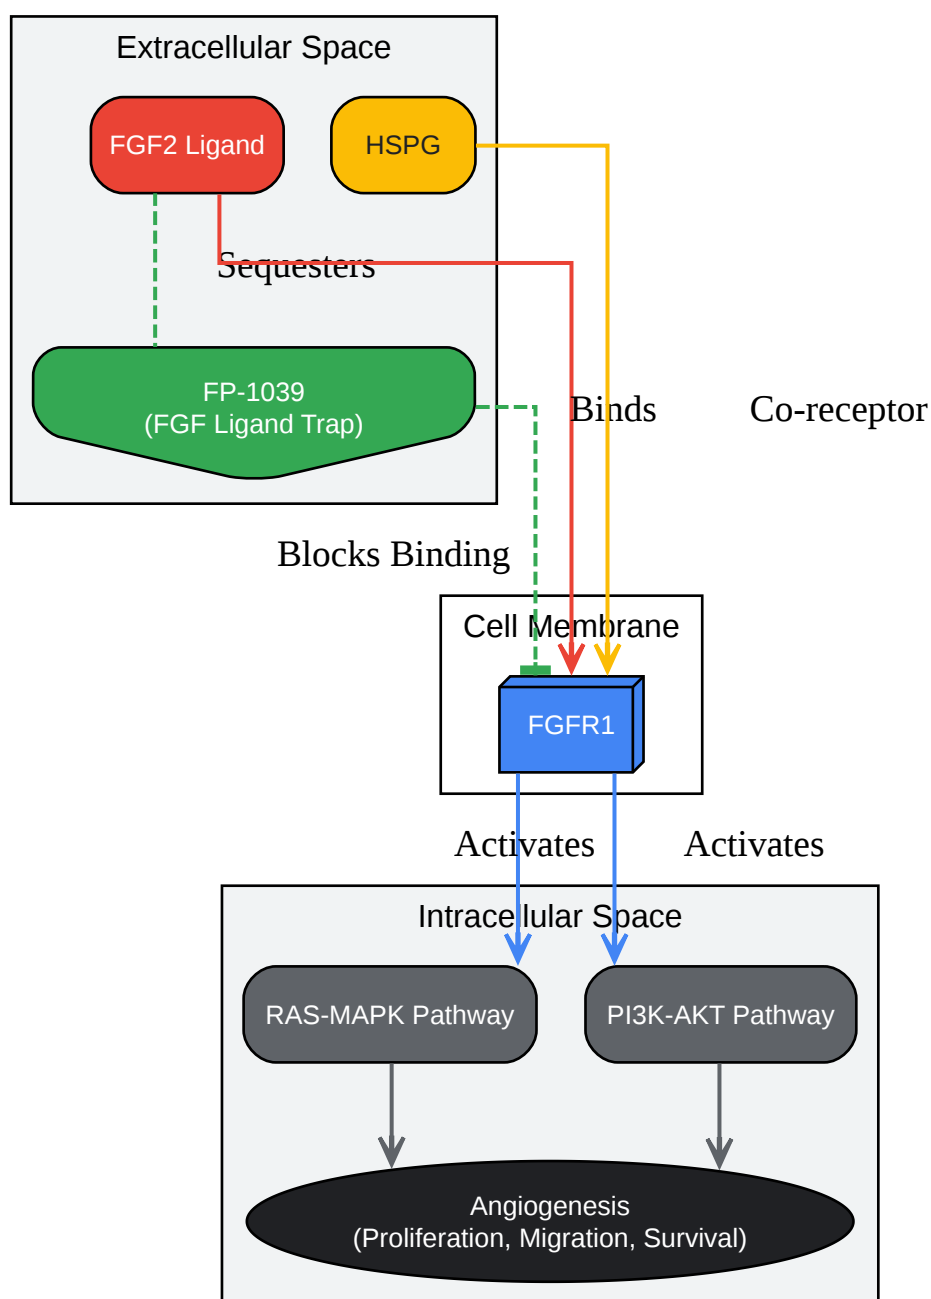 Extracellular Space
FGF2 Ligand
HSPG
Sequesters
FP-1039
(FGF Ligand Trap)
Binds
Co-receptor
Blocks Binding
Cell Membrane
FGFR1
Activates
Activates
Intracellular Space
RAS-MAPK Pathway
PI3K-AKT Pathway
Angiogenesis
(Proliferation, Migration, Survival)